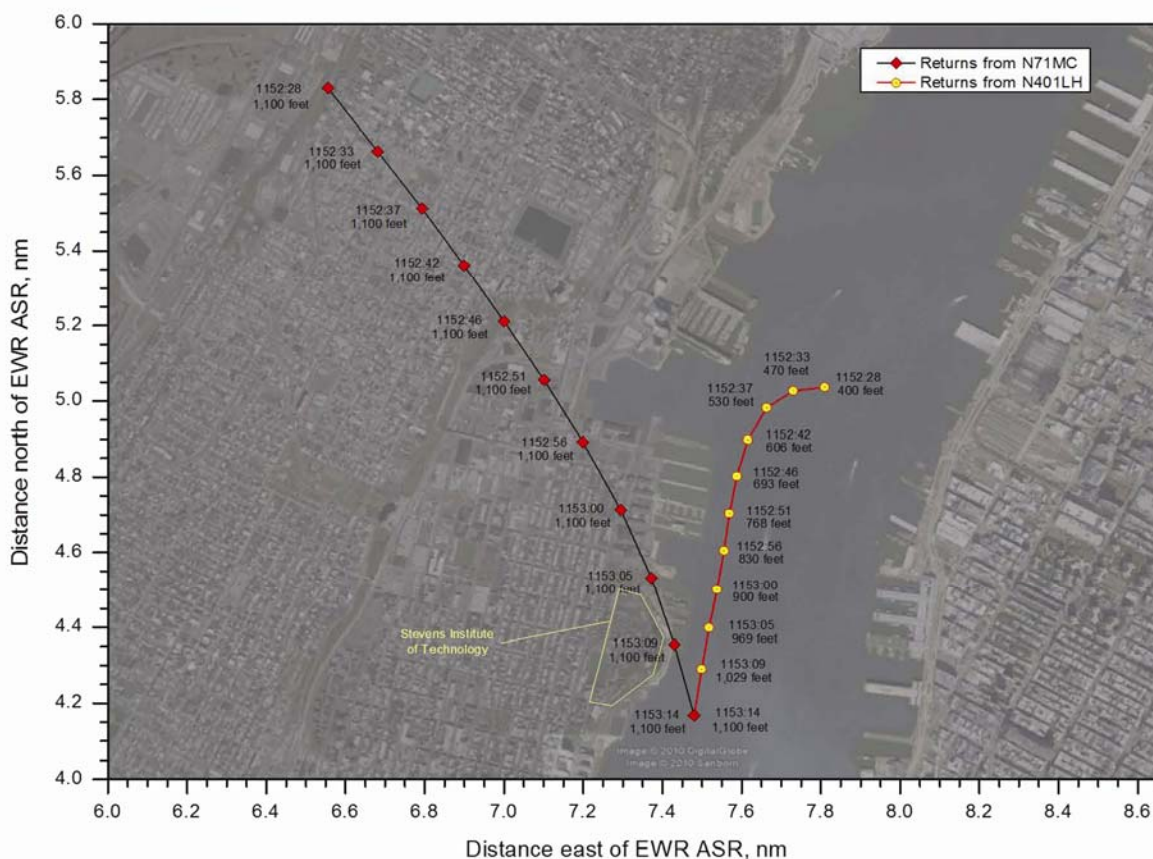 6.0
5.8
5.6
5.4
5.2
5.0
4.8
4.6
4.4
4.2
4.0
Distance north of EWR ASR, nm
Returns from N71MC
Returns from N401LH
1152:28
1,100 feet
1152:33
1,100 feet
1152:37
1,100 feet
1152:42
1,100 feet
1152:46
1,100 feet
1152:51
1,100 feet
1152:56
1,100 feet
1153:00
1,100 feet
1153:05
1,100 feet
1153:09
1,100 feet
1153:14
1,100 feet
1152:28
400 feet
1152:33
470 feet
1152:37
530 feet
1152:42
606 feet
1152:46
693 feet
1152:51
768 feet
1152:56
830 feet
1153:00
900 feet
1153:05
969 feet
1153:09
1,029 feet
1153:14
1,100 feet
Stevens Institute
of Technology
Image © 2010 DigitalGlobe
Image © 2010 Sanborn
6.0 6.2 6.4 6.6 6.8 7.0 7.2 7.4 7.6 7.8 8.0 8.2 8.4 8.6
Distance east of EWR ASR, nm